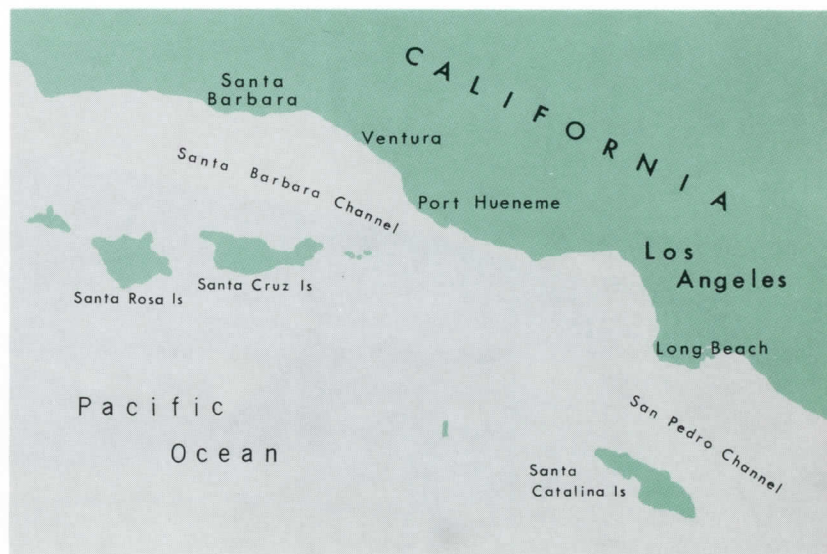 CALIFORNIA
Santa
Barbara
Ventura
Santa Barbara Channel
Port Hueneme
Los
Angeles
Santa Rosa Is
Santa Cruz Is
Long Beach
Pacific
Ocean
San Pedro Channel
Santa
Catalina Is